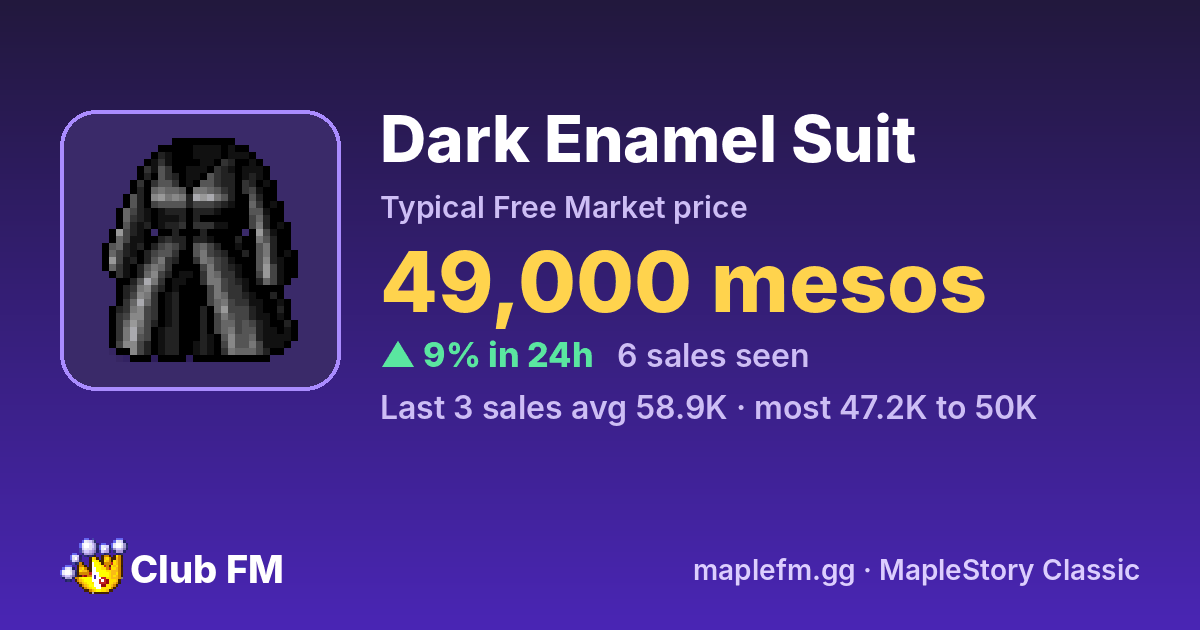 Dark Enamel Suit
Typical Free Market price
49,000 mesos
▲ 9% in 24h 6 sales seen
Last 3 sales avg 58.9K · most 47.2K to 50K
Club FM
maplefm.gg · MapleStory Classic